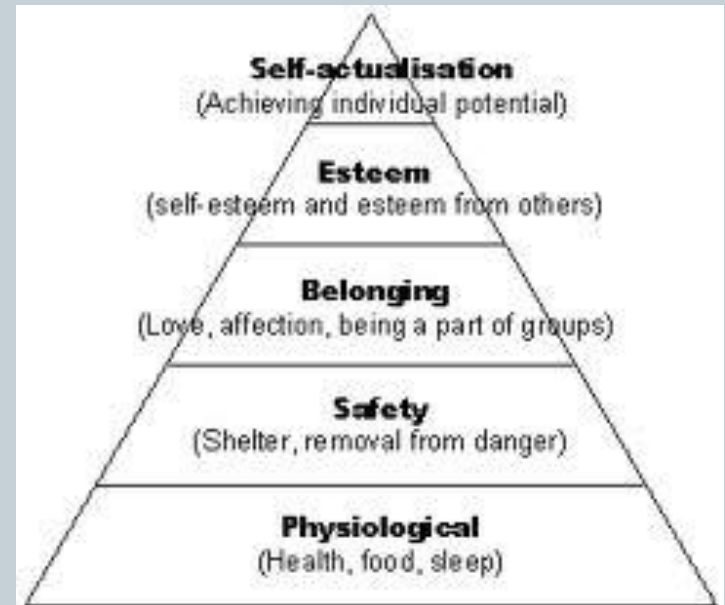 Self-actualisation
(Achieving individual potential)
Esteem
(self-esteem and esteem from others)
Belonging
(Love, affection, being a part of groups)
Safety
(Shelter, removal from danger)
Physiological
(Health, food, sleep)